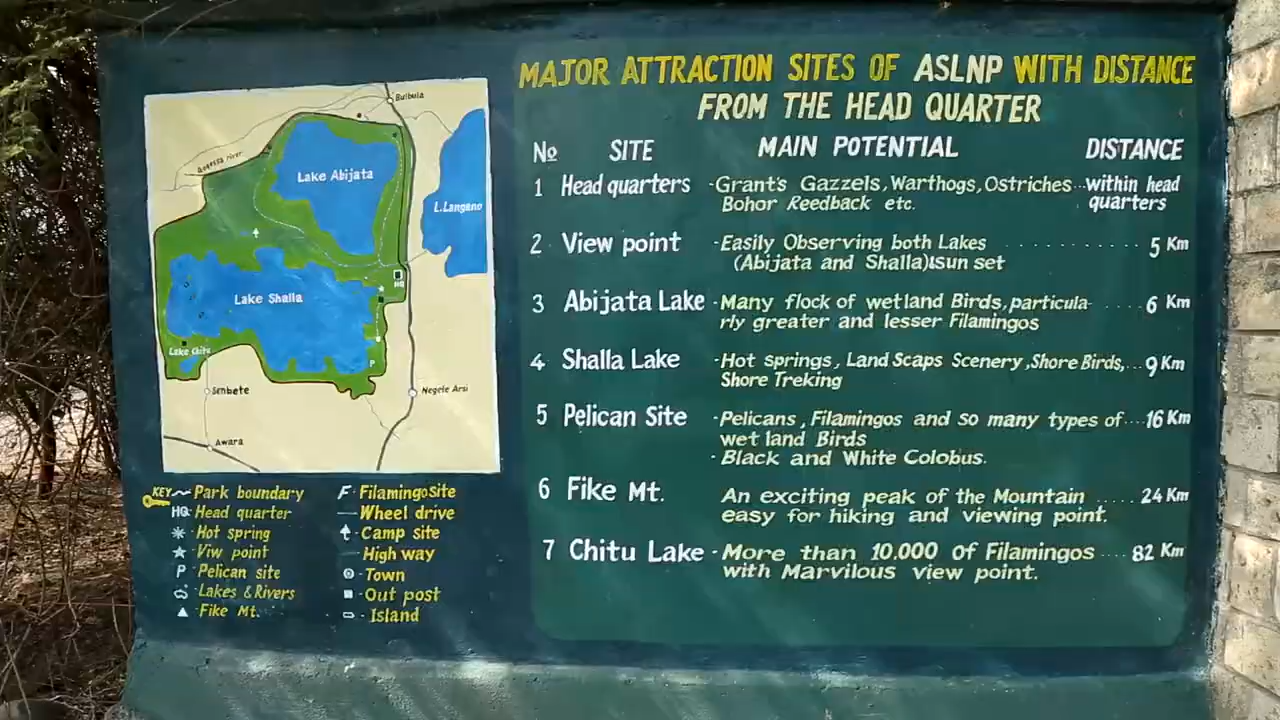 MAJOR ATTRACTION SITES OF ASLNP WITH DISTANCE
FROM THE HEAD QUARTER
No SITE MAIN POTENTIAL DISTANCE
1 Head quarters -Grant's Gazzels, Warthogs, Ostriches...within head
Bohor Reedback etc. quarters
2 View point -Easily Observing both Lakes ............ 5 Km
(Abijata and Shalla)&sun set
3 Abijata Lake -Many flock of wetland Birds, particula- .... 6 Km
rly greater and lesser Filamingos
4 Shalla Lake -Hot springs, Land Scaps Scenery, Shore Birds,... 9 Km
Shore Treking
5 Pelican Site -Pelicans, Filamingos and so many types of .... 16 Km
wet land Birds
- Black and White Colobus.
6 Fike Mt. An exciting peak of the Mountain ..... 24 Km
easy for hiking and viewing point.
7 Chitu Lake -More than 10.000 of Filamingos .... 82 Km
with Marvilous view point.
Bulbula
Lake Abijata
L.Langano
HQ
Lake Shalla
Lake Chitu
P
Senbete
Negele Arsi
Awara
KEY Park boundary
HQ- Head quarter
Hot spring
Viw point
P - Pelican site
Lakes & Rivers
Fike Mt.
F - Filamingosite
Wheel drive
Camp site
High way
Town
Out post
Island